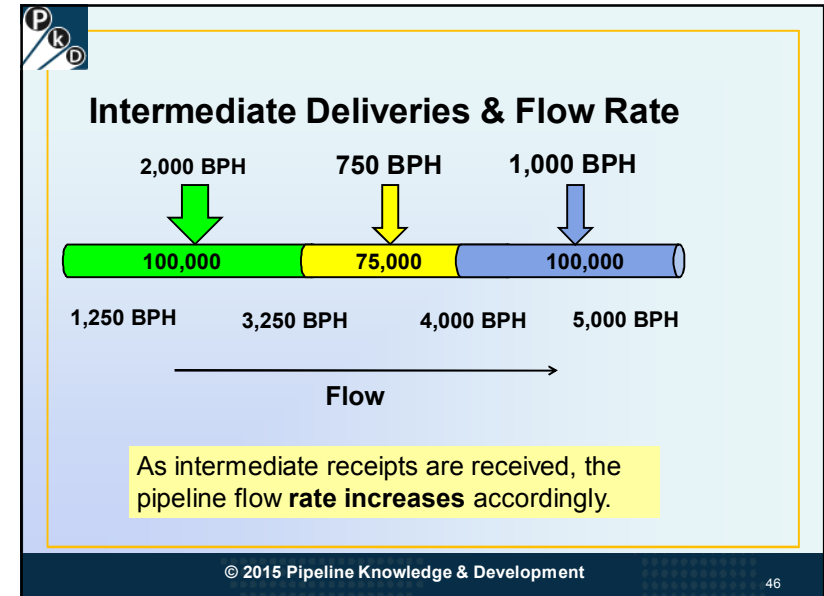 PkD
Intermediate Deliveries & Flow Rate
2,000 BPH 750 BPH 1,000 BPH
100,000 75,000 100,000
1,250 BPH 3,250 BPH 4,000 BPH 5,000 BPH
Flow
As intermediate receipts are received, the
pipeline flow rate increases accordingly.
© 2015 Pipeline Knowledge & Development
46